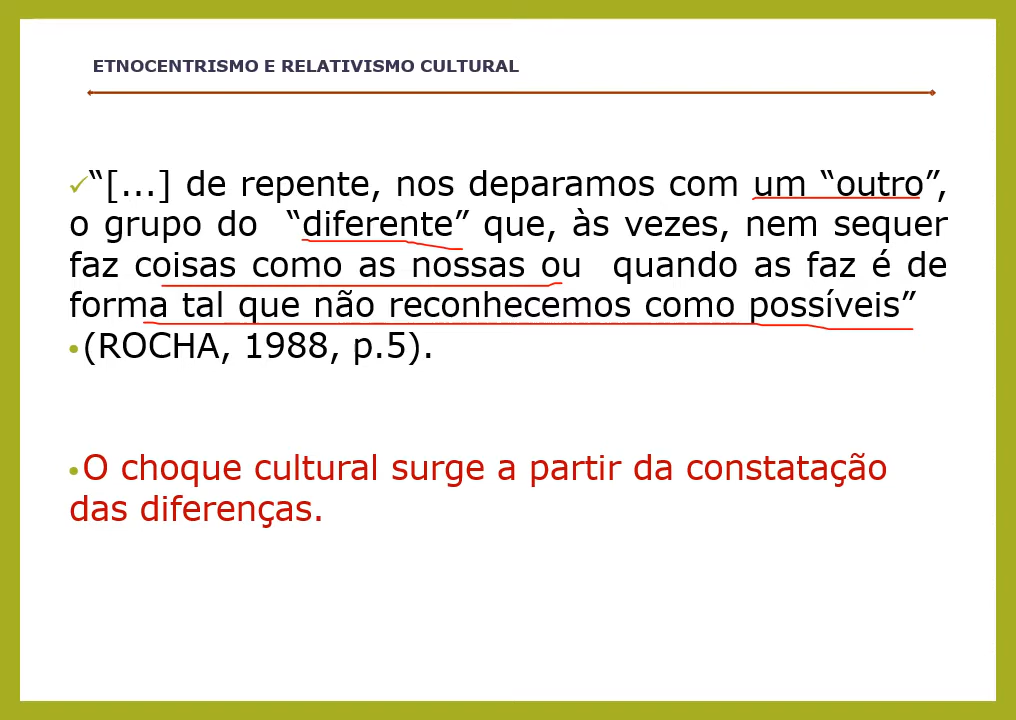 ETNOCENTRISMO E RELATIVISMO CULTURAL
✓“[...] de repente, nos deparamos com um “outro”,
o grupo do “diferente” que, às vezes, nem sequer
faz coisas como as nossas ou quando as faz é de
forma tal que não reconhecemos como possíveis”
•(ROCHA, 1988, p.5).
•O choque cultural surge a partir da constatação
das diferenças.